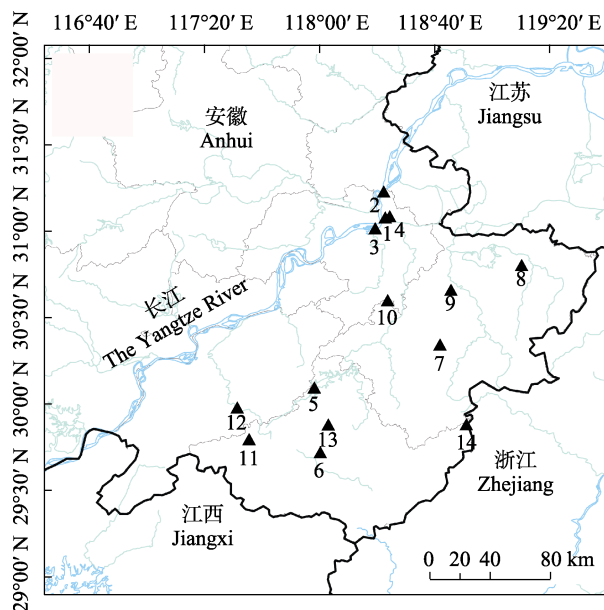 116°40′ E 117°20′ E 118°00′ E 118°40′ E 119°20′ E
32°00′ N
31°30′ N
31°00′ N
30°30′ N
30°00′ N
29°30′ N
29°00′ N
江苏
Jiangsu
安徽
Anhui
2
1 4
3
8
9
10
长江
The Yangtze River
7
5
12
13
14
11
6
浙江
Zhejiang
江西
Jiangxi
0 20 40 80 km